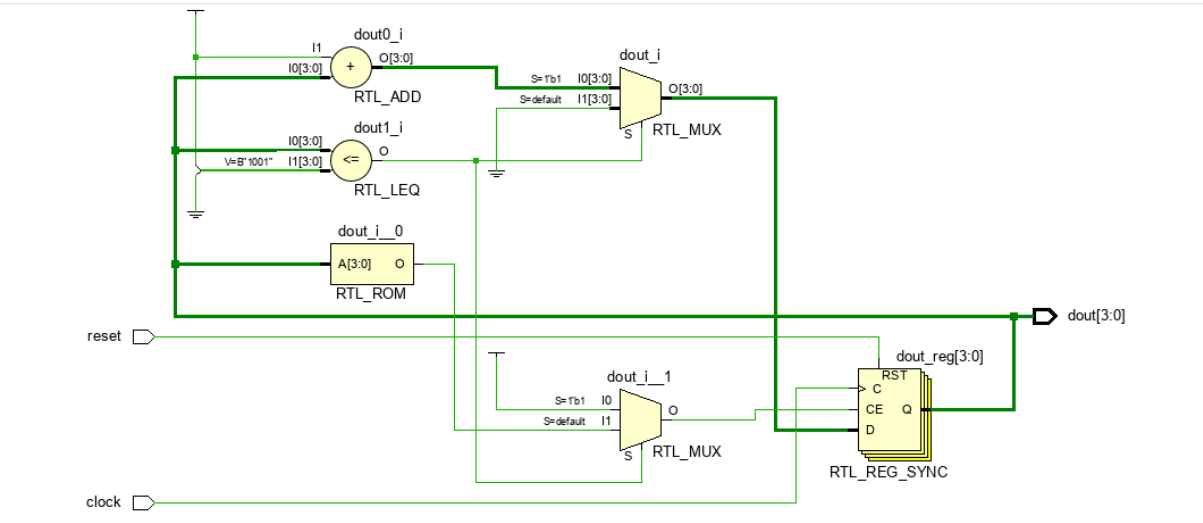 dout0_i
I1
I0[3:0]
+
O[3:0]
RTL_ADD
dout_i
S=1'b1
I0[3:0]
S=default
I1[3:0]
O[3:0]
S
RTL_MUX
dout1_i
I0[3:0]
V=B"1001"
I1[3:0]
<=
O
RTL_LEQ
dout_i__0
A[3:0]
O
RTL_ROM
dout[3:0]
reset
dout_reg[3:0]
RST
C
CE
Q
D
RTL_REG_SYNC
dout_i__1
S=1'b1
I0
S=default
I1
O
S
RTL_MUX
clock